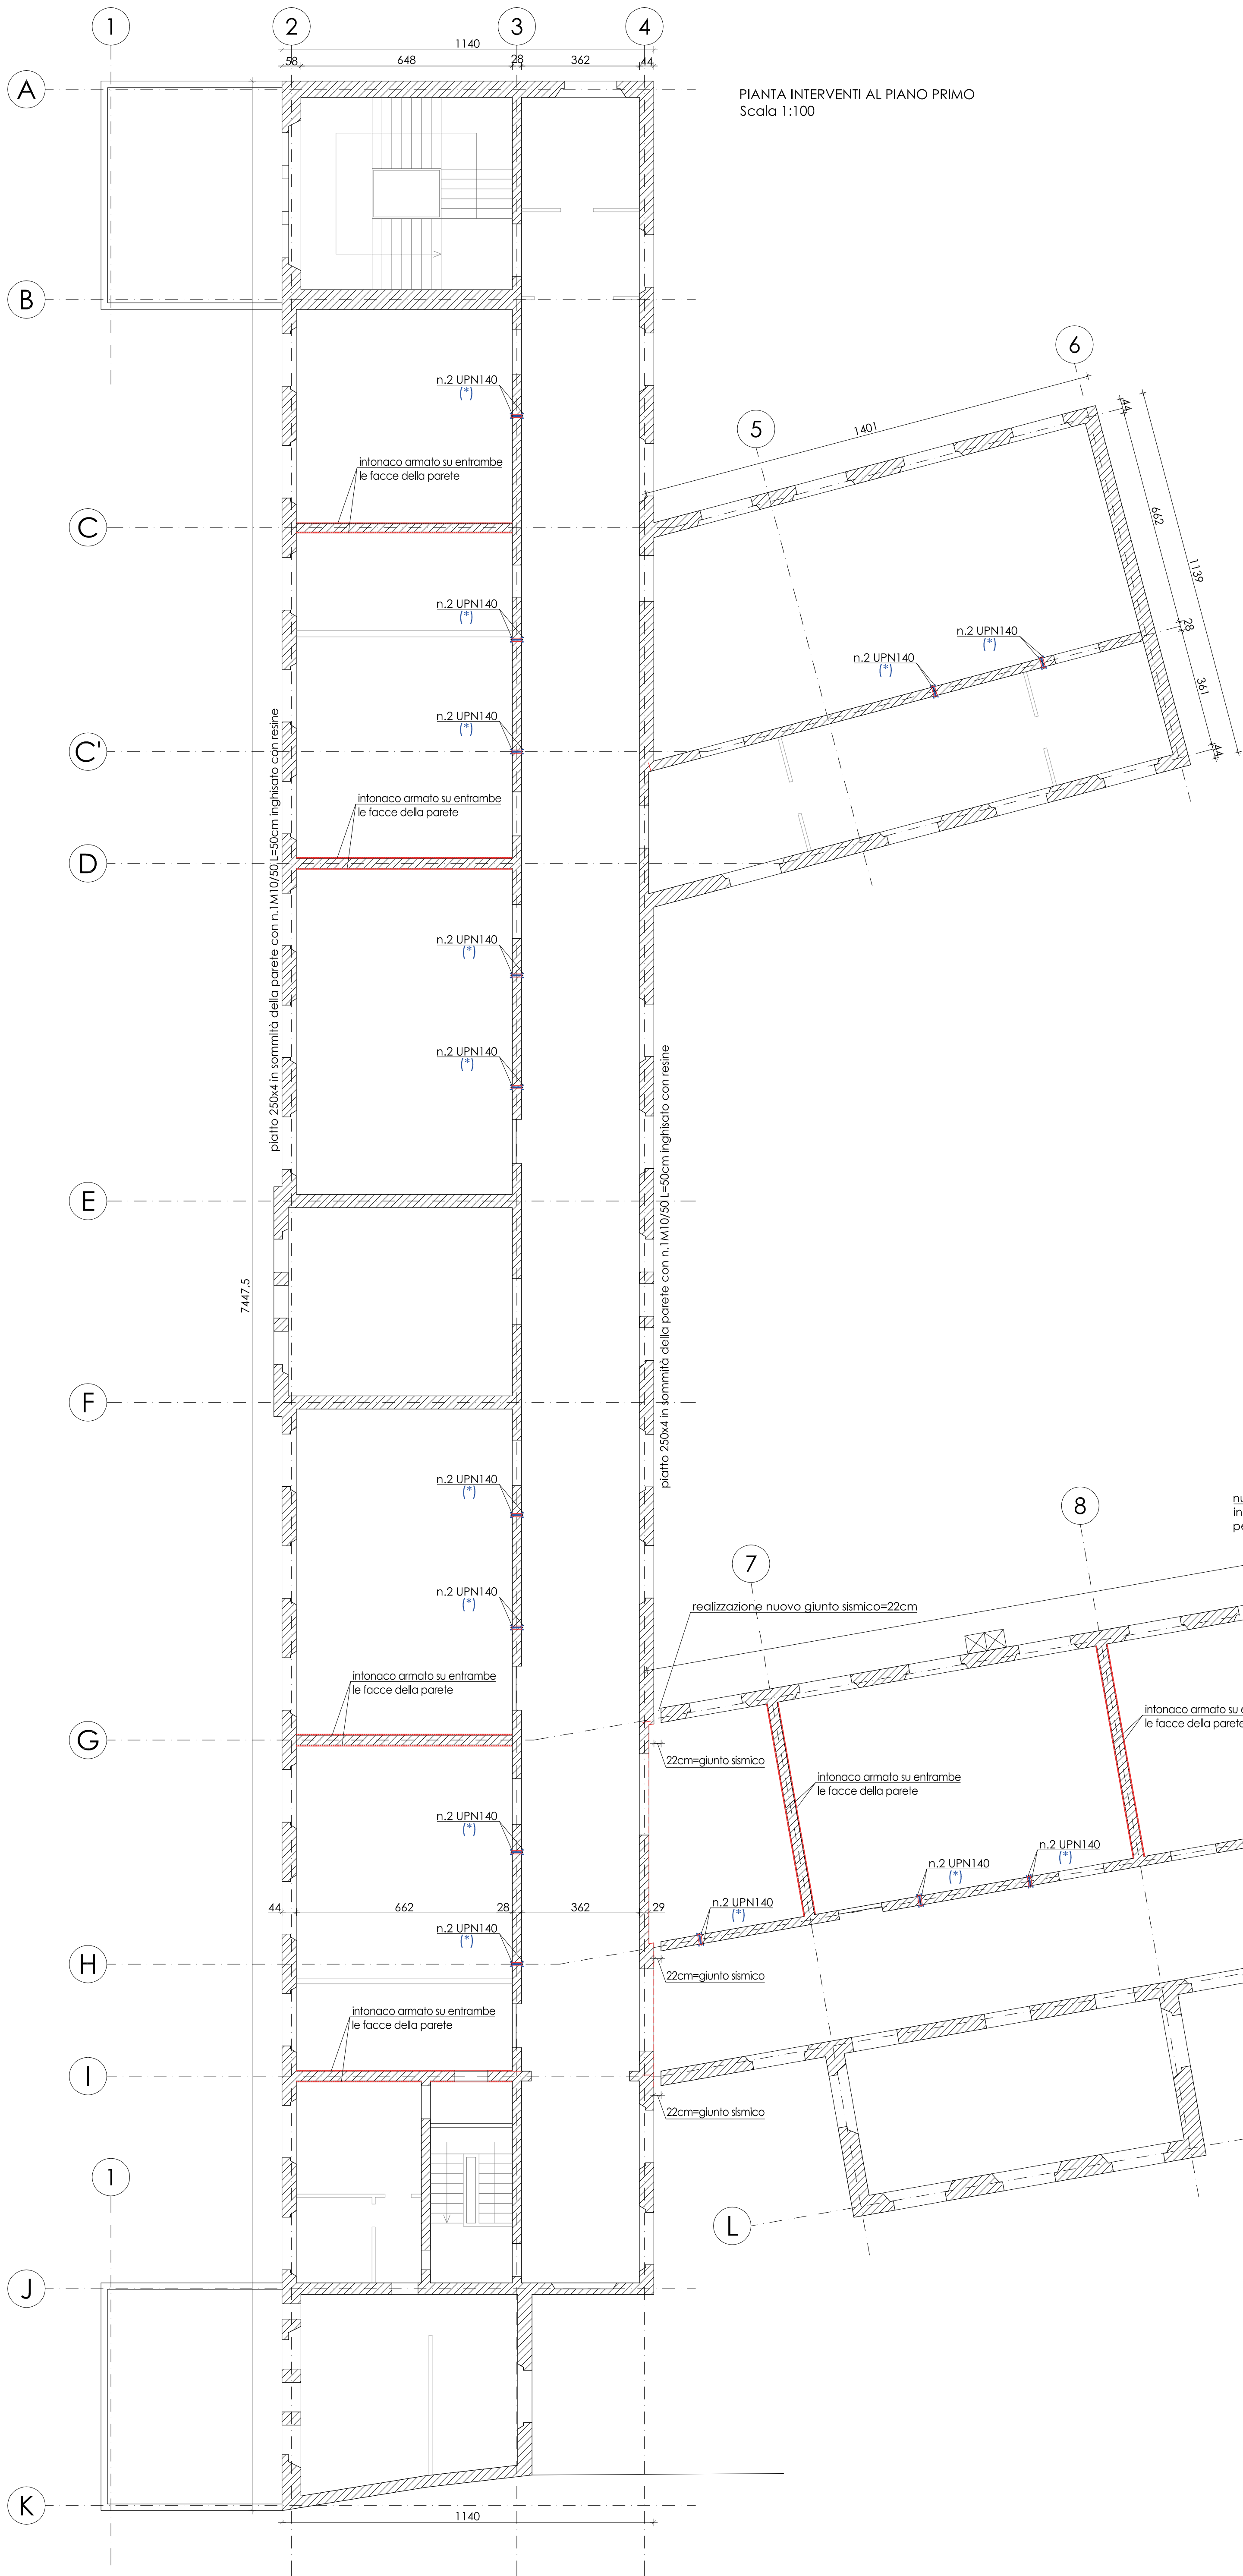 1
2
3
4
1140
58
648
28
362
44
A
PIANTA INTERVENTI AL PIANO PRIMO
Scala 1:100
B
6
n.2 UPN140
(*)
44
5
1401
intonaco armato su entrambe
le facce della parete
662
C
1139
n.2 UPN140
(*)
28
n.2 UPN140
(*)
n.2 UPN140
(*)
361
44
piatto 250x4 in sommità della parete con n.1M10/50 L=50cm inghisato con resine
n.2 UPN140
(*)
C'
intonaco armato su entrambe
le facce della parete
D
n.2 UPN140
(*)
n.2 UPN140
(*)
piatto 250x4 in sommità della parete con n.1M10/50 L=50cm inghisato con resine
E
7447.5
F
n.2 UPN140
(*)
8
7
n.2 UPN140
(*)
realizzazione nuovo giunto sismico=22cm
intonaco armato su entrambe
le facce della parete
intonaco armato su e
le facce della parete
G
22cm=giunto sismico
intonaco armato su entrambe
le facce della parete
n.2 UPN140
(*)
n.2 UPN140
(*)
n.2 UPN140
(*)
n.2 UPN140
(*)
44
662
28
362
29
n.2 UPN140
(*)
H
22cm=giunto sismico
intonaco armato su entrambe
le facce della parete
I
22cm=giunto sismico
1
L
J
K
1140